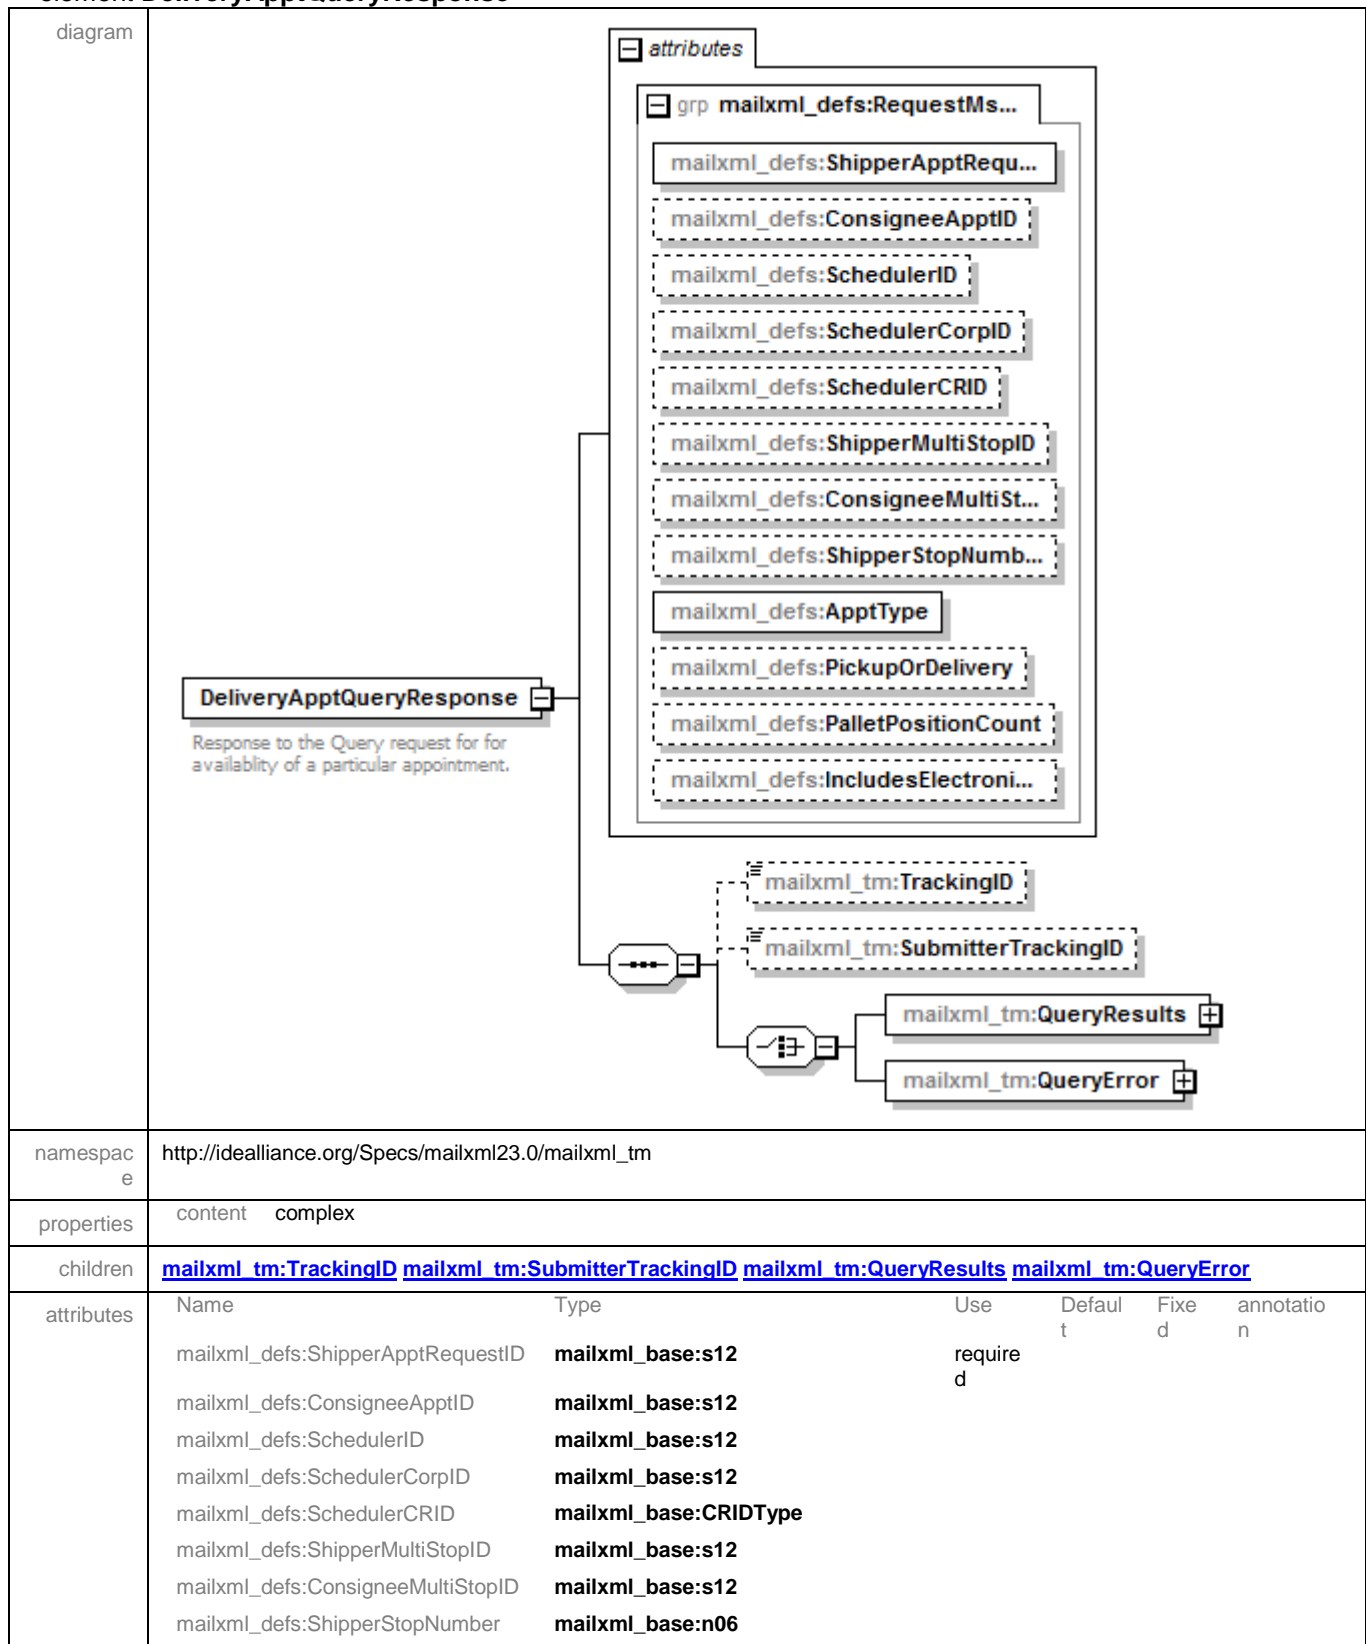 element DeliveryApptQueryResponse
diagram
attributes
grp mailxml_defs:RequestMs...
mailxml_defs:ShipperApptRequ...
mailxml_defs:ConsigneeApptID
mailxml_defs:SchedulerID
mailxml_defs:SchedulerCorpID
mailxml_defs:SchedulerCRID
mailxml_defs:ShipperMultiStopID
mailxml_defs:ConsigneeMultiSt...
mailxml_defs:ShipperStopNumb...
mailxml_defs:ApptType
mailxml_defs:PickupOrDelivery
DeliveryApptQueryResponse
mailxml_defs:PalletPositionCount
Response to the Query request for for
availablity of a particular appointment.
mailxml_defs:IncludesElectroni...
mailxml_tm:TrackingID
mailxml_tm:SubmitterTrackingID
mailxml_tm:QueryResults
mailxml_tm:QueryError
namespac
e
http://idealliance.org/Specs/mailxml23.0/mailxml_tm
properties
content complex
children
mailxml_tm:TrackingID mailxml_tm:SubmitterTrackingID mailxml_tm:QueryResults mailxml_tm:QueryError
attributes
Name Type Use Defaul Fixe annotatio
t d n
mailxml_defs:ShipperApptRequestID mailxml_base:s12 require
d
mailxml_defs:ConsigneeApptID mailxml_base:s12
mailxml_defs:SchedulerID mailxml_base:s12
mailxml_defs:SchedulerCorpID mailxml_base:s12
mailxml_defs:SchedulerCRID mailxml_base:CRIDType
mailxml_defs:ShipperMultiStopID mailxml_base:s12
mailxml_defs:ConsigneeMultiStopID mailxml_base:s12
mailxml_defs:ShipperStopNumber mailxml_base:n06